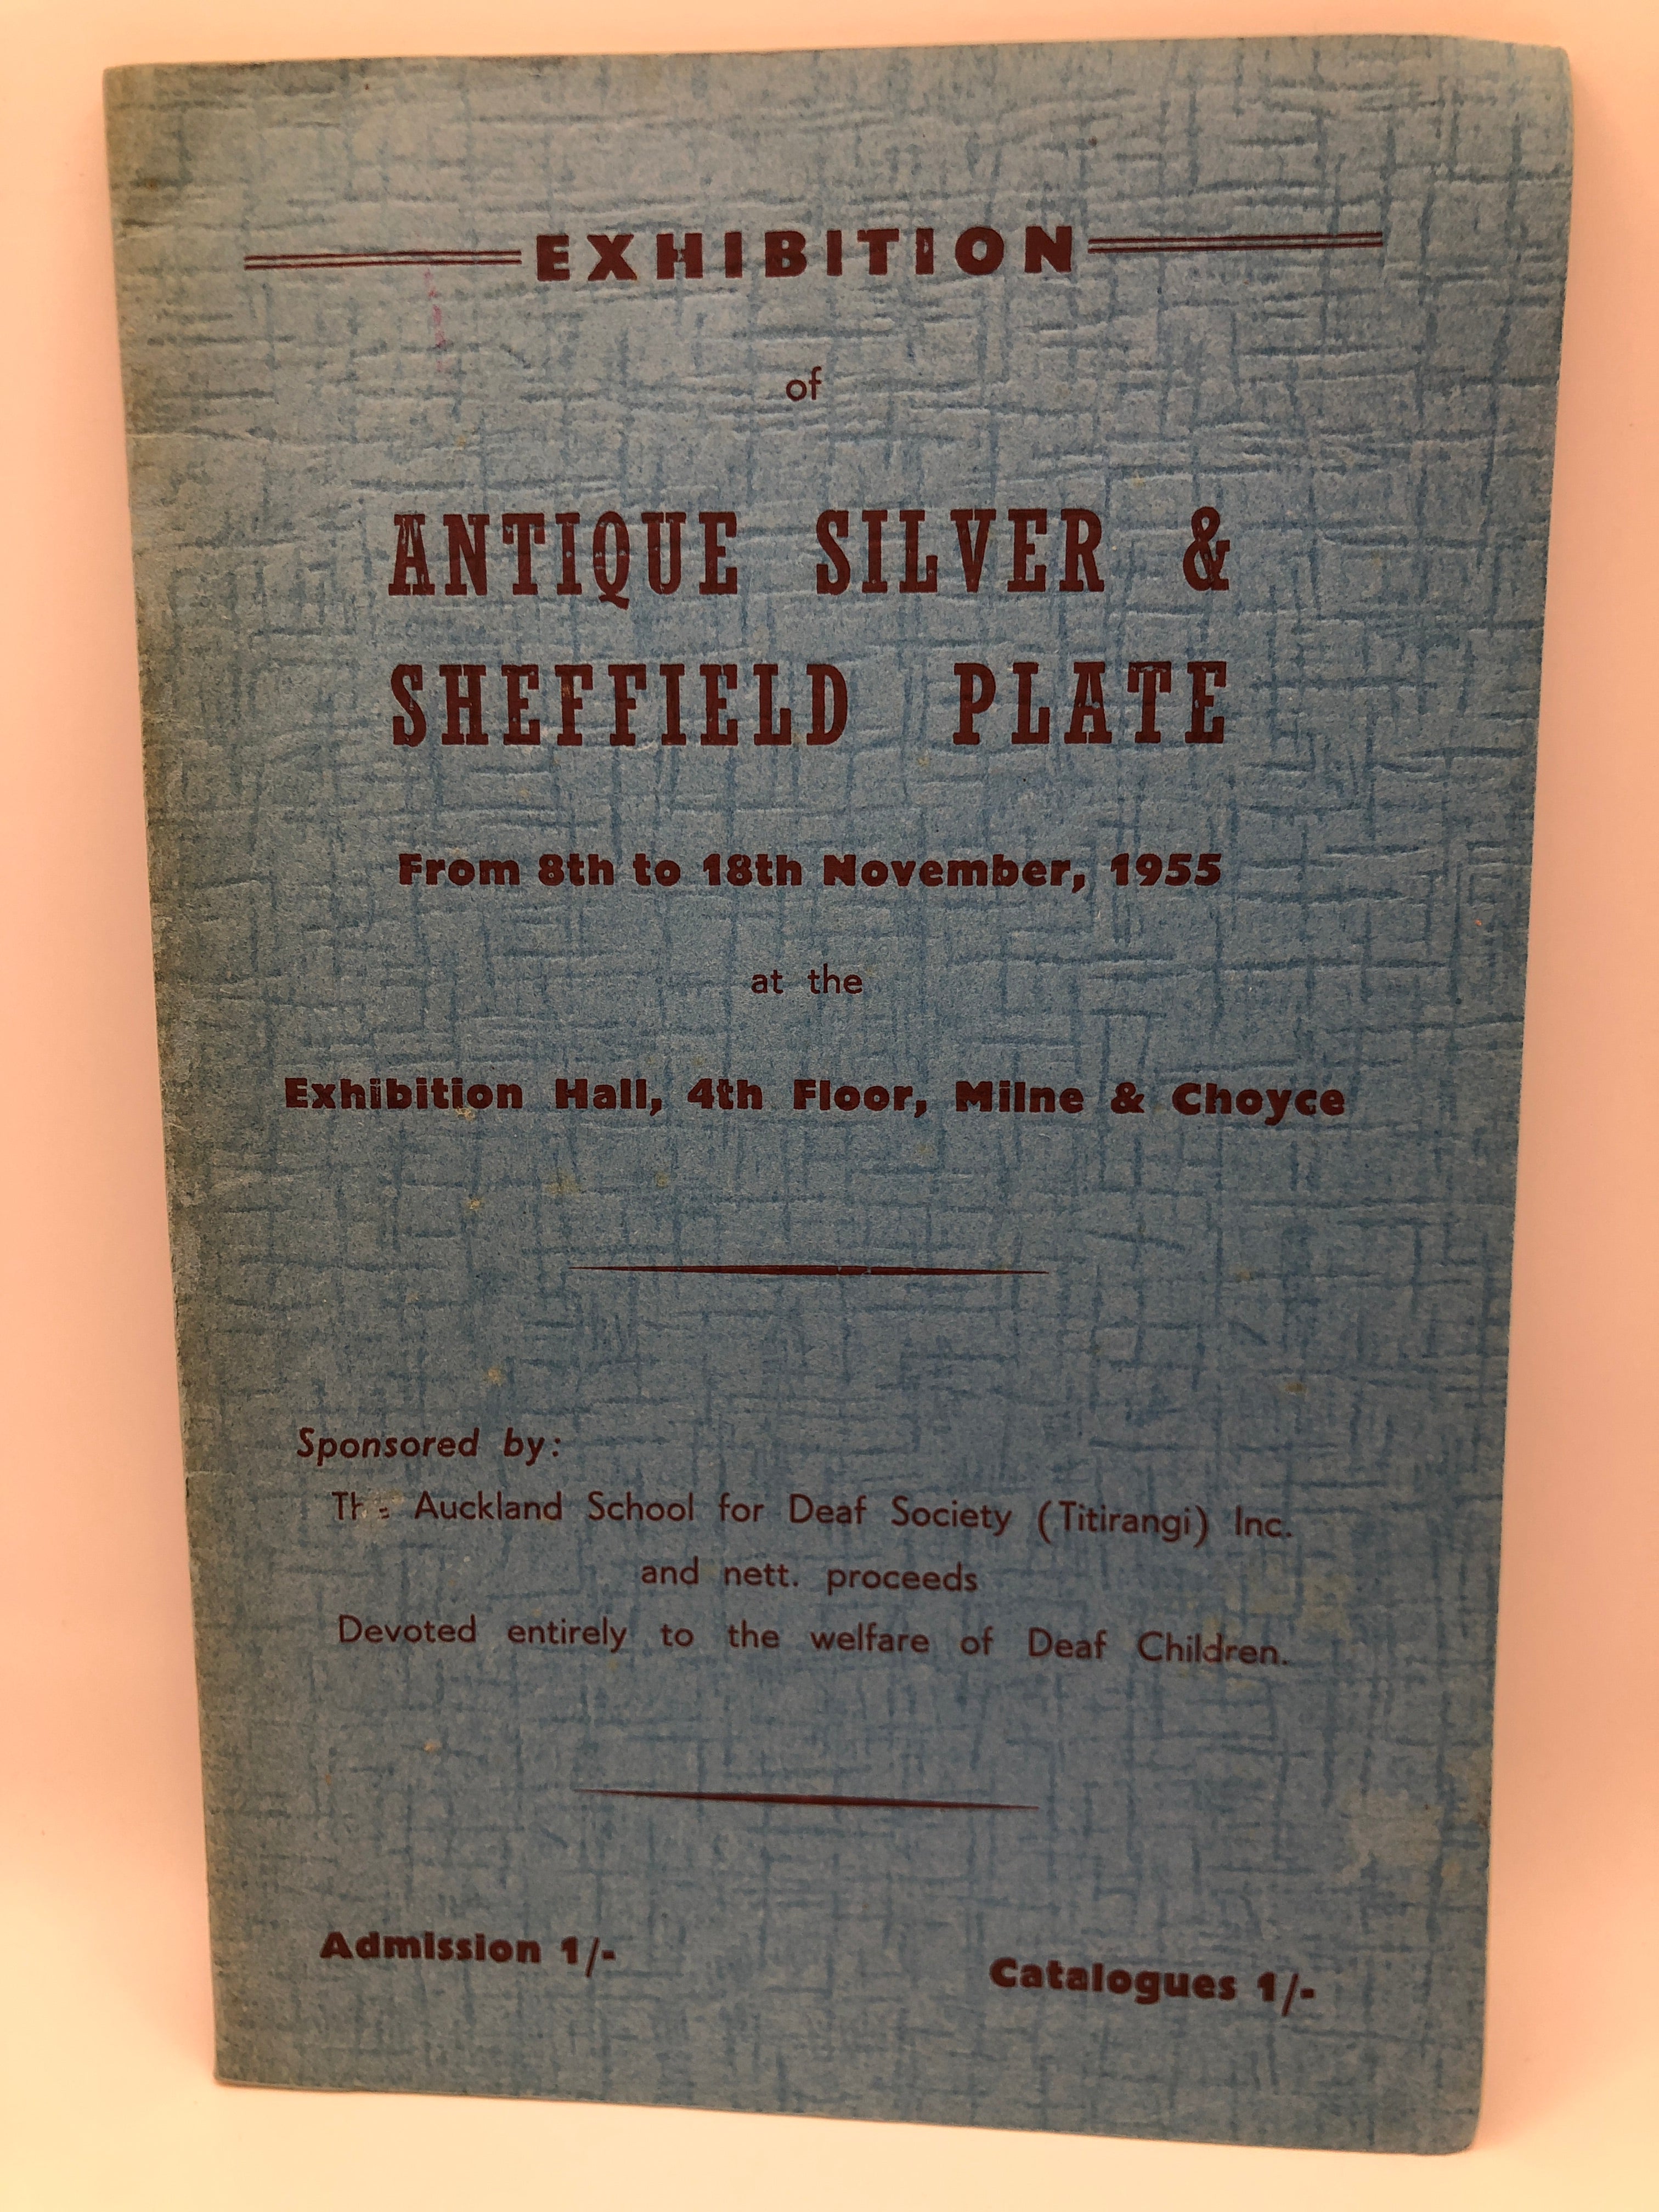 EXHIBITION
of
ANTIQUE SILVER &
SHEFFIELD PLATE
From 8th to 18th November, 1955
at the
Exhibition Hall, 4th Floor, Milne & Choyce
Sponsored by:
The Auckland School for Deaf Society (Titirangi) Inc.
and nett. proceeds
Devoted entirely to the welfare of Deaf Children.
Admission 1/-
Catalogues 1/-